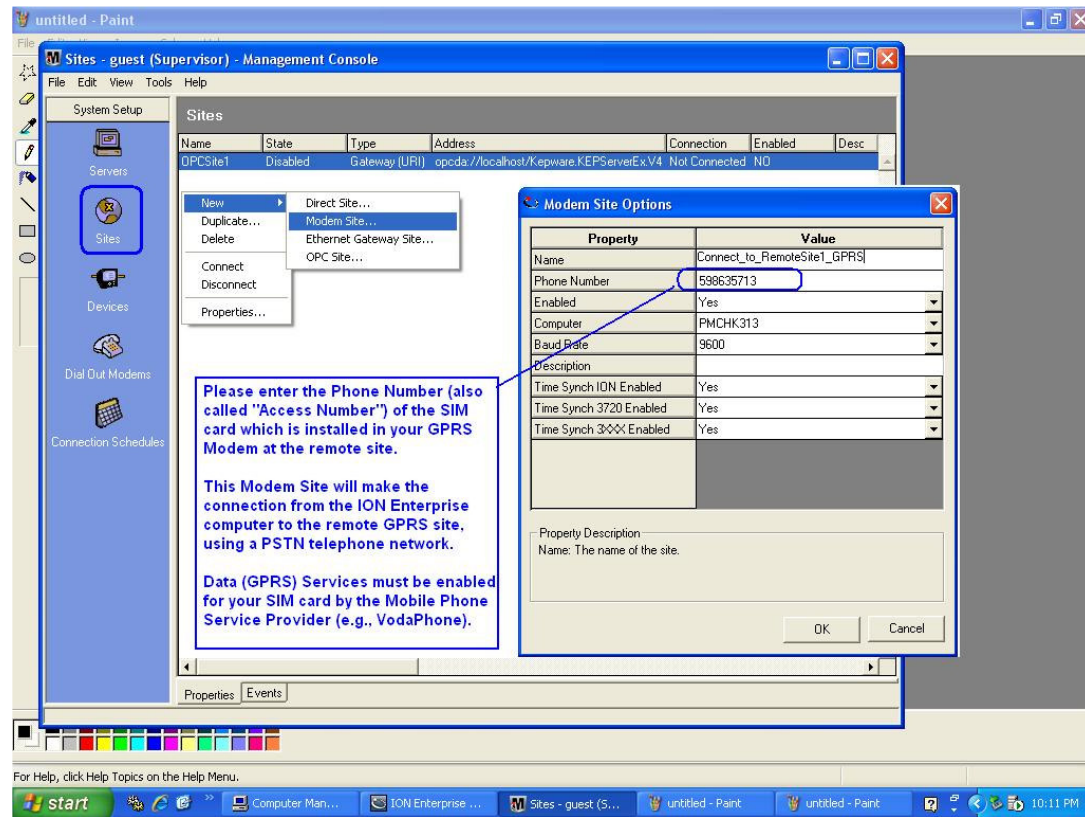 untitled - Paint
Sites - guest (Supervisor) - Management Console
File Edit View Tools Help
System Setup
Servers
Sites
Devices
Dial Out Modems
Connection Schedules
Sites
Name State Type Address Connection Enabled Desc
OPCSite1 Disabled Gateway (URI) opcda://localhost/Kepware.KEPServerEx.V4 Not Connected NO
New
Duplicate...
Delete
Connect
Disconnect
Properties...
Direct Site...
Modem Site...
Ethernet Gateway Site...
OPC Site...
Please enter the Phone Number (also
called "Access Number") of the SIM
card which is installed in your GPRS
Modem at the remote site.
This Modem Site will make the
connection from the ION Enterprise
computer to the remote GPRS site,
using a PSTN telephone network.
Data (GPRS) Services must be enabled
for your SIM card by the Mobile Phone
Service Provider (e.g., VodaPhone).
Modem Site Options
Property Value
Name Connect_to_RemoteSite1_GPRS
Phone Number 598635713
Enabled Yes
Computer PMCHK313
Baud Rate 9600
Description
Time Synch ION Enabled Yes
Time Synch 3720 Enabled Yes
Time Synch 3XXX Enabled Yes
Property Description
Name: The name of the site.
OK Cancel
Properties Events
For Help, click Help Topics on the Help Menu.
start Computer Man... ION Enterprise ... Sites - guest (S... untitled - Paint untitled - Paint 10:11 PM